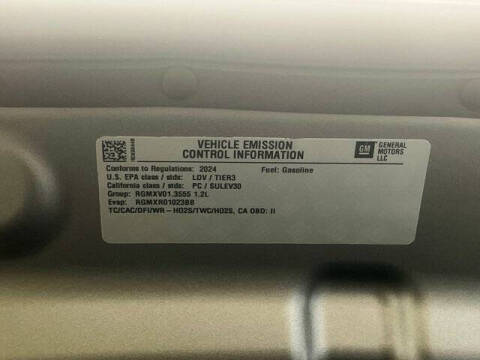 VEHICLE EMISSION
CONTROL INFORMATION
GM
GENERAL
MOTORS
LLC
Conforms to Regulations: 2024 Fuel: Gasoline
U.S. EPA class / stds: LDV / TIER3
California class / stds: PC / SULEV30
Group: RGMXV01.3555 1.2L
Evap: RGMXR0102388
TC/CAC/DFI/WR-HO2S/TWC/HO2S, CA OBD: II